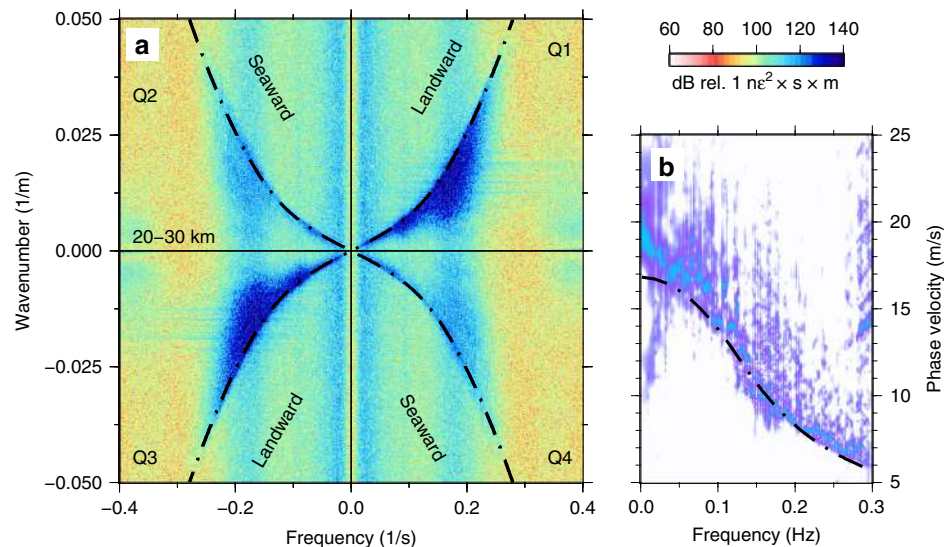 a
Q1
Q2
Seaward
Landward
20−30 km
Q3
Landward
Seaward
Q4
0.050
0.025
0.000
−0.025
−0.050
Wavenumber (1/m)
−0.4 −0.2 0.0 0.2 0.4
Frequency (1/s)
60 80 100 120 140
dB rel. 1 nε² × s × m
b
25
20
15
10
5
Phase velocity (m/s)
0.0 0.1 0.2 0.3
Frequency (Hz)